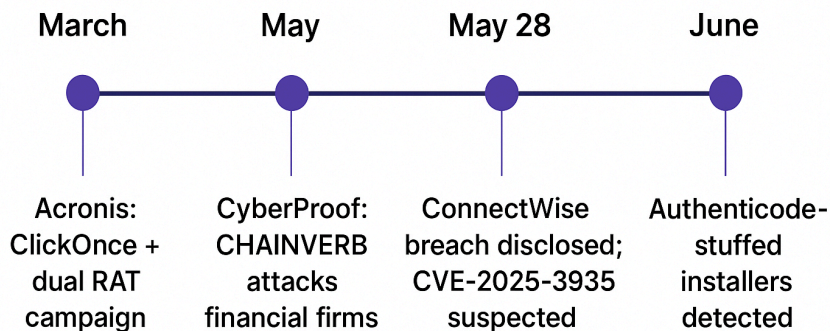 March
May
May 28
June
Acronis:
ClickOnce +
dual RAT
campaign
CyberProof:
CHAINVERB
attacks
financial firms
ConnectWise
breach disclosed;
CVE-2025-3935
suspected
Authenticode-
stuffed
installers
detected